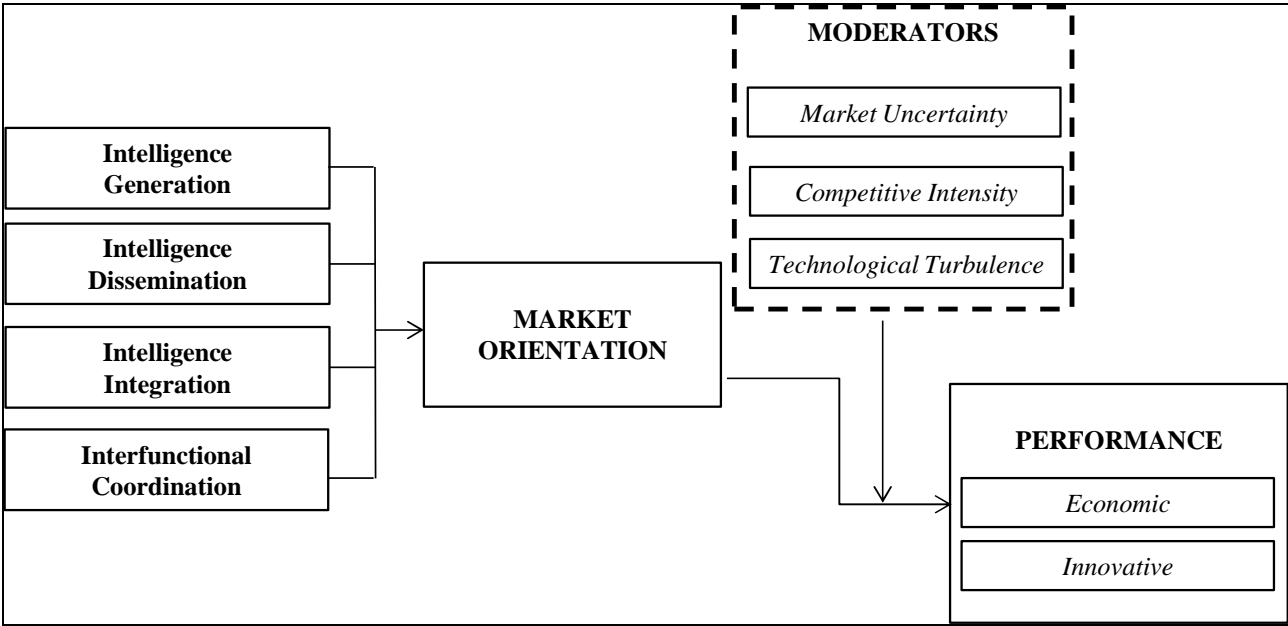 MODERATORS
Market Uncertainty
Competitive Intensity
Technological Turbulence
Intelligence
Generation
Intelligence
Dissemination
Intelligence
Integration
Interfunctional
Coordination
MARKET
ORIENTATION
PERFORMANCE
Economic
Innovative